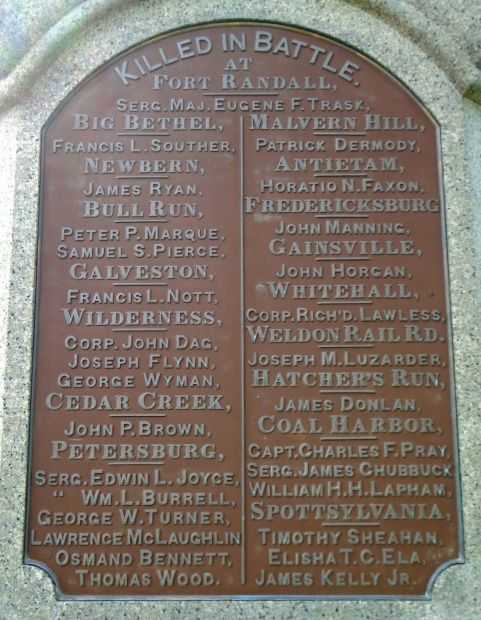 KILLED IN BATTLE.
AT
FORT RANDALL,
SERG. MAJ. EUGENE F. TRASK,
BIG BETHEL,
FRANCIS L. SOUTHER,
NEWBERN,
JAMES RYAN,
BULL RUN,
PETER P. MARQUE,
SAMUEL S. PIERCE,
GALVESTON,
FRANCIS L. NOTT,
WILDERNESS,
CORP. JOHN DAG,
JOSEPH FLYNN,
GEORGE WYMAN,
CEDAR CREEK,
JOHN P. BROWN,
PETERSBURG,
SERG. EDWIN L. JOYCE,
" WM. L. BURRELL,
GEORGE W. TURNER,
LAWRENCE MCLAUGHLIN
OSMAND BENNETT,
THOMAS WOOD.
MALVERN HILL,
PATRICK DERMODY,
ANTIETAM,
HORATIO N. FAXON,
FREDERICKSBURG
JOHN MANNING,
GAINSVILLE,
JOHN HORGAN,
WHITEHALL,
CORP. RICH'D. LAWLESS,
WELDON RAIL RD.
JOSEPH M. LUZARDER,
HATCHER'S RUN,
JAMES DONLAN,
COAL HARBOR,
CAPT. CHARLES F. PRAY,
SERG. JAMES CHUBBUCK
WILLIAM H. H. LAPHAM,
SPOTTSYLVANIA,
TIMOTHY SHEAHAN,
ELISHA T. C. ELA,
JAMES KELLY JR.